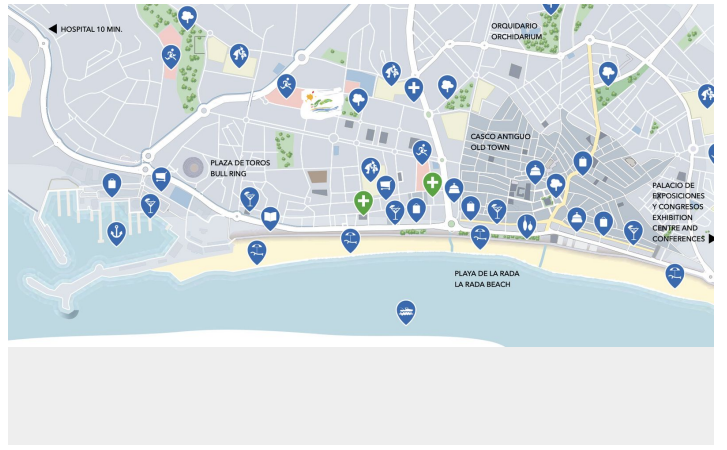 HOSPITAL 10 MIN.
ORQUIDARIO
ORCHIDARIUM
CASCO ANTIGUO
OLD TOWN
PLAZA DE TOROS
BULL RING
PALACIO DE
EXPOSICIONES
Y CONGRESOS
EXHIBITION
CENTRE AND
CONFERENCES
PLAYA DE LA RADA
LA RADA BEACH